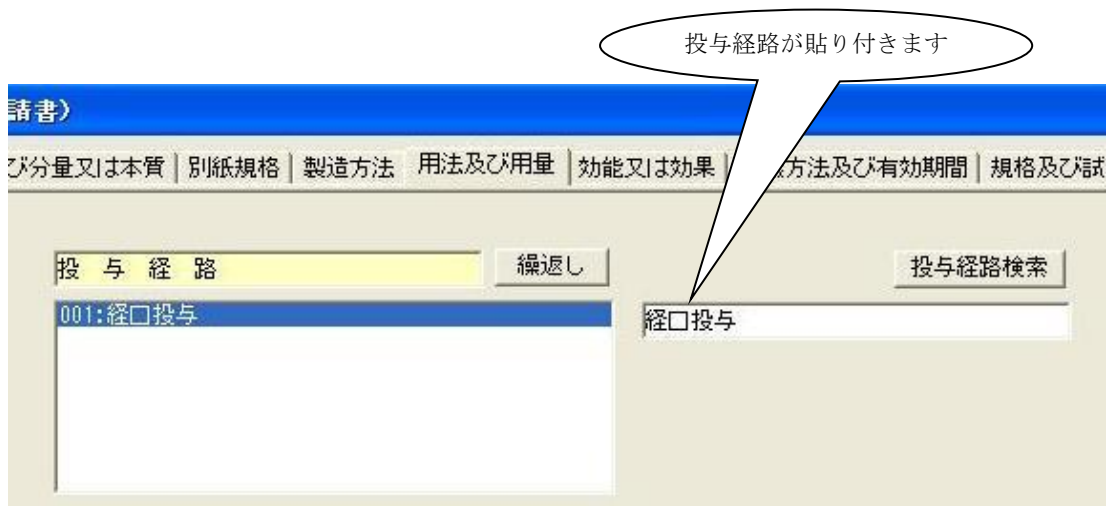 投与経路が貼り付きます
請書)
び分量又は本質 別紙規格 製造方法 用法及び用量 効能又は効果 方法及び有効期間 規格及び試
投 与 経 路 繰返し 投与経路検索
001:経口投与 経口投与